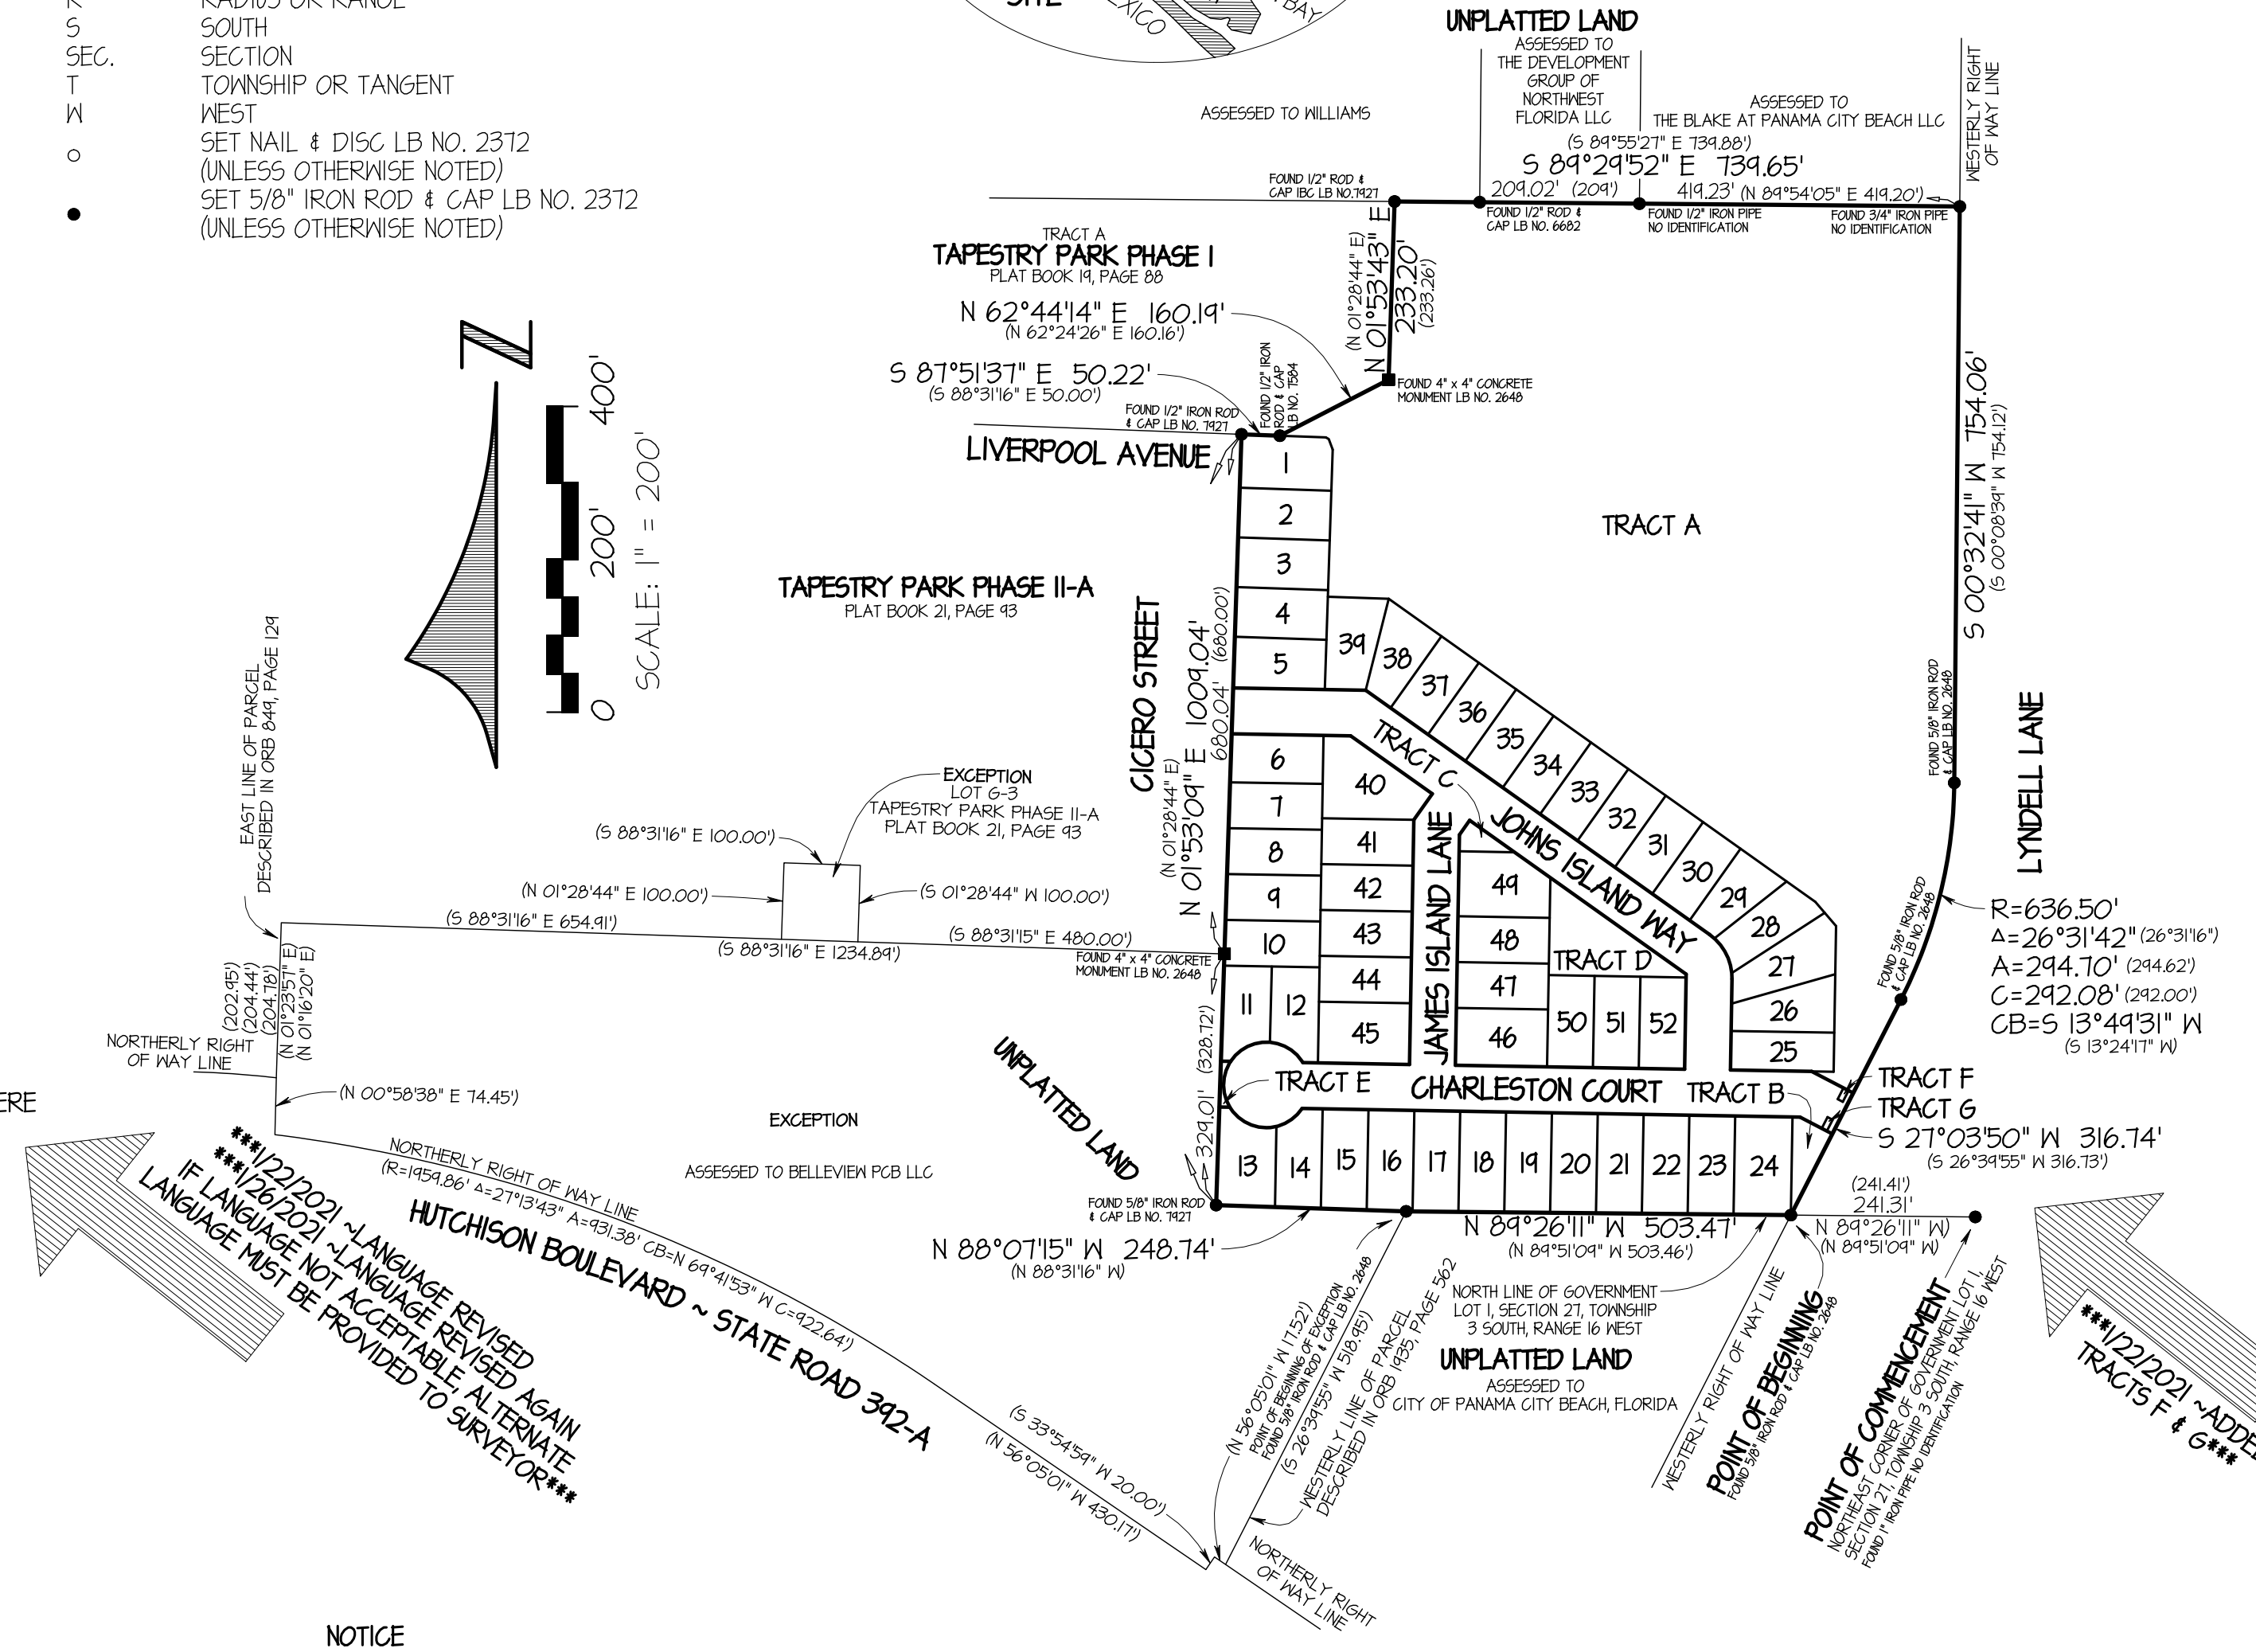 R RADIUS OR RANGE
S SOUTH
SEC. SECTION
T TOWNSHIP OR TANGENT
W WEST
○ SET NAIL & DISC LB NO. 2372
(UNLESS OTHERWISE NOTED)
● SET 5/8" IRON ROD & CAP LB NO. 2372
(UNLESS OTHERWISE NOTED)
SITE
EXICO
BAY
UNPLATTED LAND
ASSESSED TO
THE DEVELOPMENT
GROUP OF
NORTHWEST
FLORIDA LLC
ASSESSED TO WILLIAMS
ASSESSED TO
THE BLAKE AT PANAMA CITY BEACH LLC
WESTERLY RIGHT
OF WAY LINE
(S 89°55'27" E 739.88')
S 89°29'52" E 739.65'
209.02' (209')
419.23' (N 89°54'05" E 419.20')
FOUND 1/2" ROD &
CAP IBC LB NO.7927
FOUND 1/2" ROD &
CAP LB NO. 6682
FOUND 1/2" IRON PIPE
NO IDENTIFICATION
FOUND 3/4" IRON PIPE
NO IDENTIFICATION
TRACT A
TAPESTRY PARK PHASE I
PLAT BOOK 19, PAGE 88
(N 01°28'44" E)
N 01°53'43" E
233.20'
(233.26')
N 62°44'14" E 160.19'
(N 62°24'26" E 160.16')
S 87°51'37" E 50.22'
(S 88°31'16" E 50.00')
FOUND 1/2" IRON
ROD & CAP
LB NO. 7584
FOUND 4" x 4" CONCRETE
MONUMENT LB NO. 2648
FOUND 1/2" IRON ROD
& CAP LB NO. 7927
LIVERPOOL AVENUE
Z
0
200'
400'
SCALE: 1" = 200'
TRACT A
S 00°32'41" W 754.06'
(S 00°08'39" W 754.12')
TAPESTRY PARK PHASE II-A
PLAT BOOK 21, PAGE 93
CICERO STREET
(N 01°28'44" E)
N 01°53'09" E 1009.04'
680.04' (680.00')
1
2
3
4
5
39
38
37
36
35
34
33
32
31
30
29
28
27
26
25
6
7
8
9
10
11
12
40
41
42
43
44
45
49
48
47
46
50
51
52
TRACT C
JOHNS ISLAND WAY
JAMES ISLAND LANE
TRACT D
FOUND 5/8" IRON ROD
& CAP LB NO. 2648
LYNDELL LANE
FOUND 5/8" IRON ROD
& CAP LB NO. 2648
R=636.50'
Δ=26°31'42" (26°31'16")
A=294.70' (294.62')
C=292.08' (292.00')
CB=S 13°49'31" W
(S 13°24'17" W)
EAST LINE OF PARCEL
DESCRIBED IN ORB 849, PAGE 129
EXCEPTION
LOT G-3
TAPESTRY PARK PHASE II-A
PLAT BOOK 21, PAGE 93
(S 88°31'16" E 100.00')
(N 01°28'44" E 100.00')
(S 01°28'44" W 100.00')
(S 88°31'16" E 654.91')
(S 88°31'16" E 1234.89')
(S 88°31'15" E 480.00')
FOUND 4" x 4" CONCRETE
MONUMENT LB NO. 2648
(202.95')
(204.44')
(204.78')
(N 01°23'57" E)
(N 01°16'20" E)
NORTHERLY RIGHT
OF WAY LINE
(N 00°58'38" E 74.45')
UNPLATTED LAND
329.01' (328.72')
TRACT E
CHARLESTON COURT
TRACT B
TRACT F
TRACT G
S 27°03'50" W 316.74'
(S 26°39'55" W 316.73')
13
14
15
16
17
18
19
20
21
22
23
24
ERE
EXCEPTION
ASSESSED TO BELLEVIEW PCB LLC
***1/22/2021 ~LANGUAGE REVISED
***1/26/2021 ~LANGUAGE REVISED AGAIN
IF LANGUAGE NOT ACCEPTABLE, ALTERNATE
LANGUAGE MUST BE PROVIDED TO SURVEYOR***
NORTHERLY RIGHT OF WAY LINE
(R=1959.86' Δ=27°13'43" A=931.38' CB=N 69°41'53" W C=922.64')
HUTCHISON BOULEVARD ~ STATE ROAD 392-A
FOUND 5/8" IRON ROD
& CAP LB NO. 7927
N 88°07'15" W 248.74'
(N 88°31'16" W)
N 89°26'11" W 503.47'
(N 89°51'09" W 503.46')
(241.41')
241.31'
N 89°26'11" W)
(N 89°51'09" W)
NORTH LINE OF GOVERNMENT
LOT 1, SECTION 27, TOWNSHIP
3 SOUTH, RANGE 16 WEST
UNPLATTED LAND
ASSESSED TO
CITY OF PANAMA CITY BEACH, FLORIDA
(N 56°05'01" W 17.52')
POINT OF BEGINNING OF EXCEPTION
FOUND 5/8" IRON ROD & CAP LB NO. 2648
(S 26°39'55" W 518.95')
WESTERLY LINE OF PARCEL
DESCRIBED IN ORB 1935, PAGE 562
(S 33°54'59" W 20.00')
(N 56°05'01" W 430.17')
NORTHERLY RIGHT
OF WAY LINE
WESTERLY RIGHT OF WAY LINE
POINT OF BEGINNING
FOUND 5/8" IRON ROD & CAP LB NO. 2648
POINT OF COMMENCEMENT
NORTHEAST CORNER OF GOVERNMENT LOT 1,
SECTION 27, TOWNSHIP 3 SOUTH, RANGE 16 WEST
FOUND 1" IRON PIPE NO IDENTIFICATION
***1/22/2021 ~ADDE
TRACTS F & G***
NOTICE